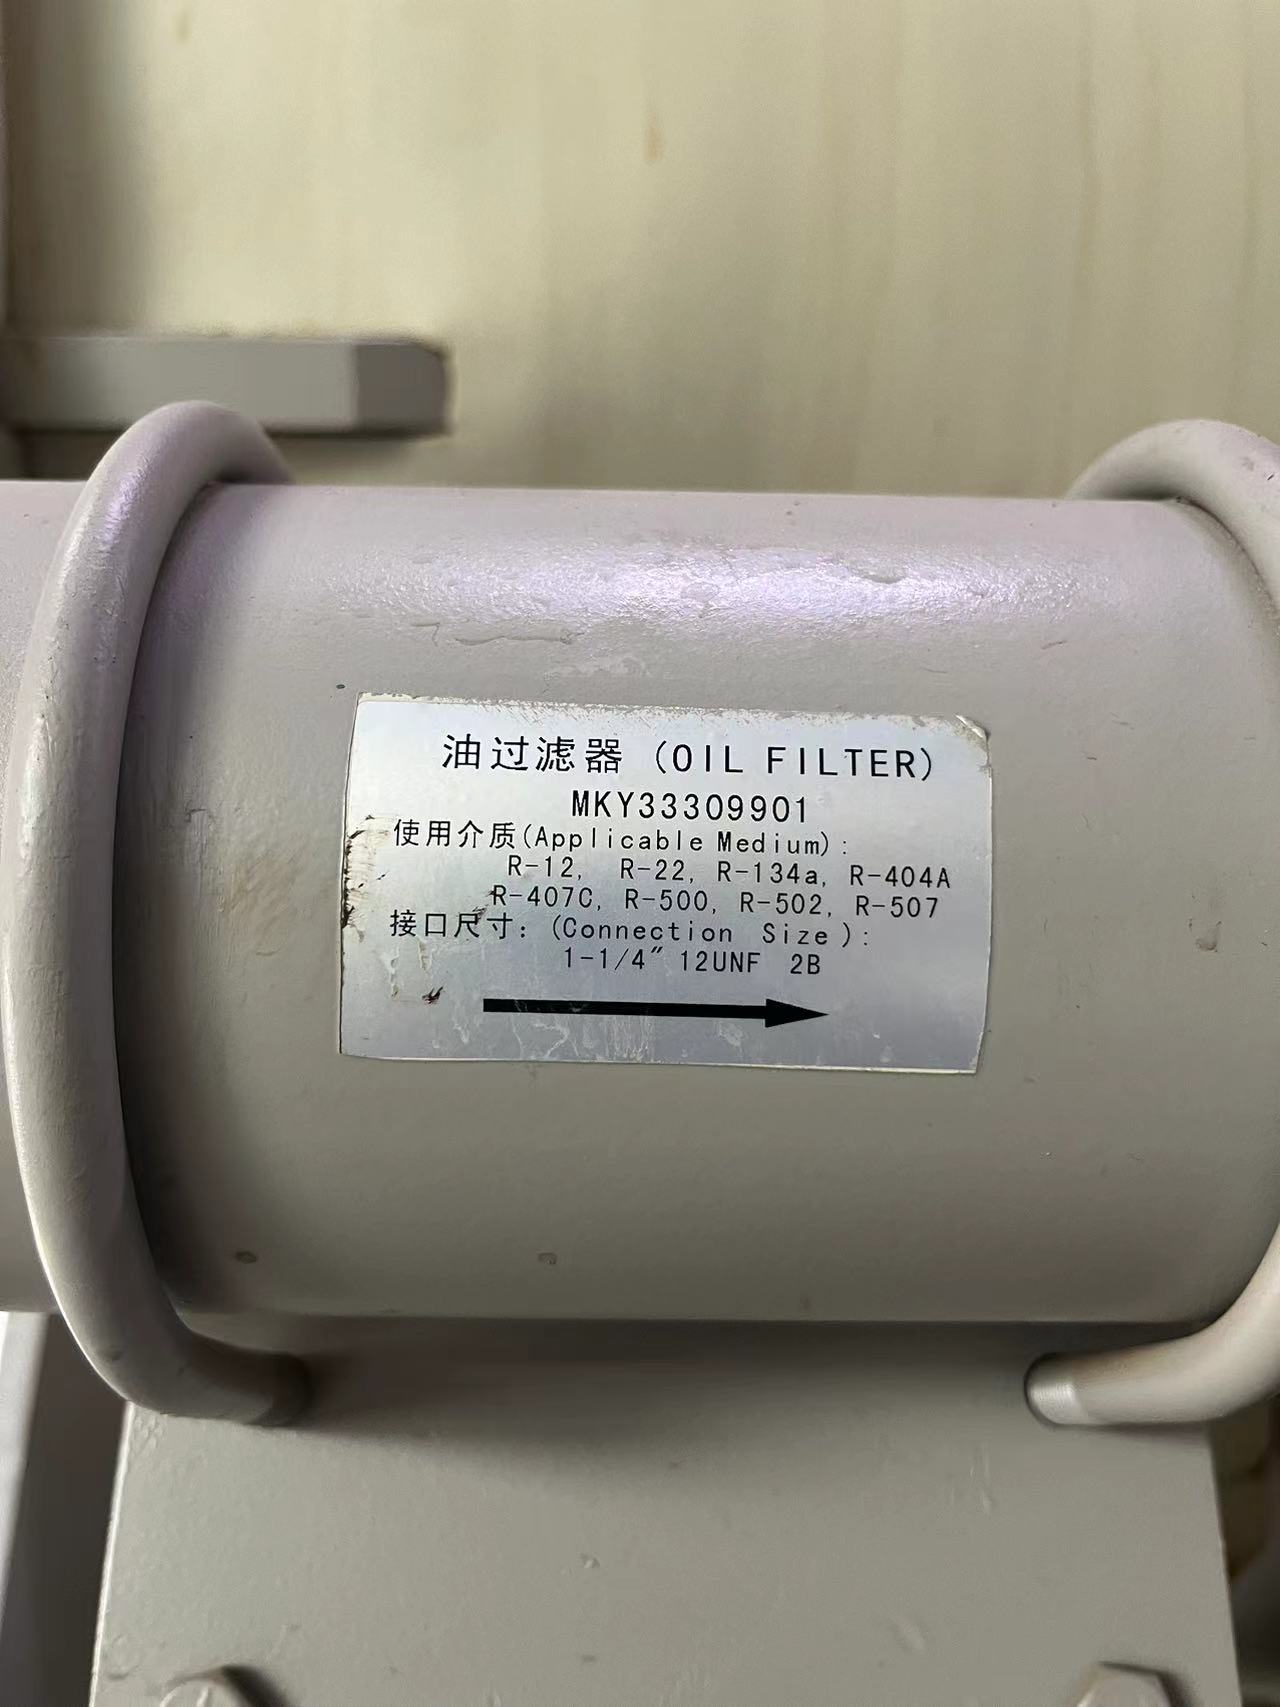 油过滤器 (OIL FILTER)
MKY33309901
使用介质(Applicable Medium):
R-12, R-22, R-134a, R-404A
R-407C, R-500, R-502, R-507
接口尺寸: (Connection Size):
1-1/4″ 12UNF 2B